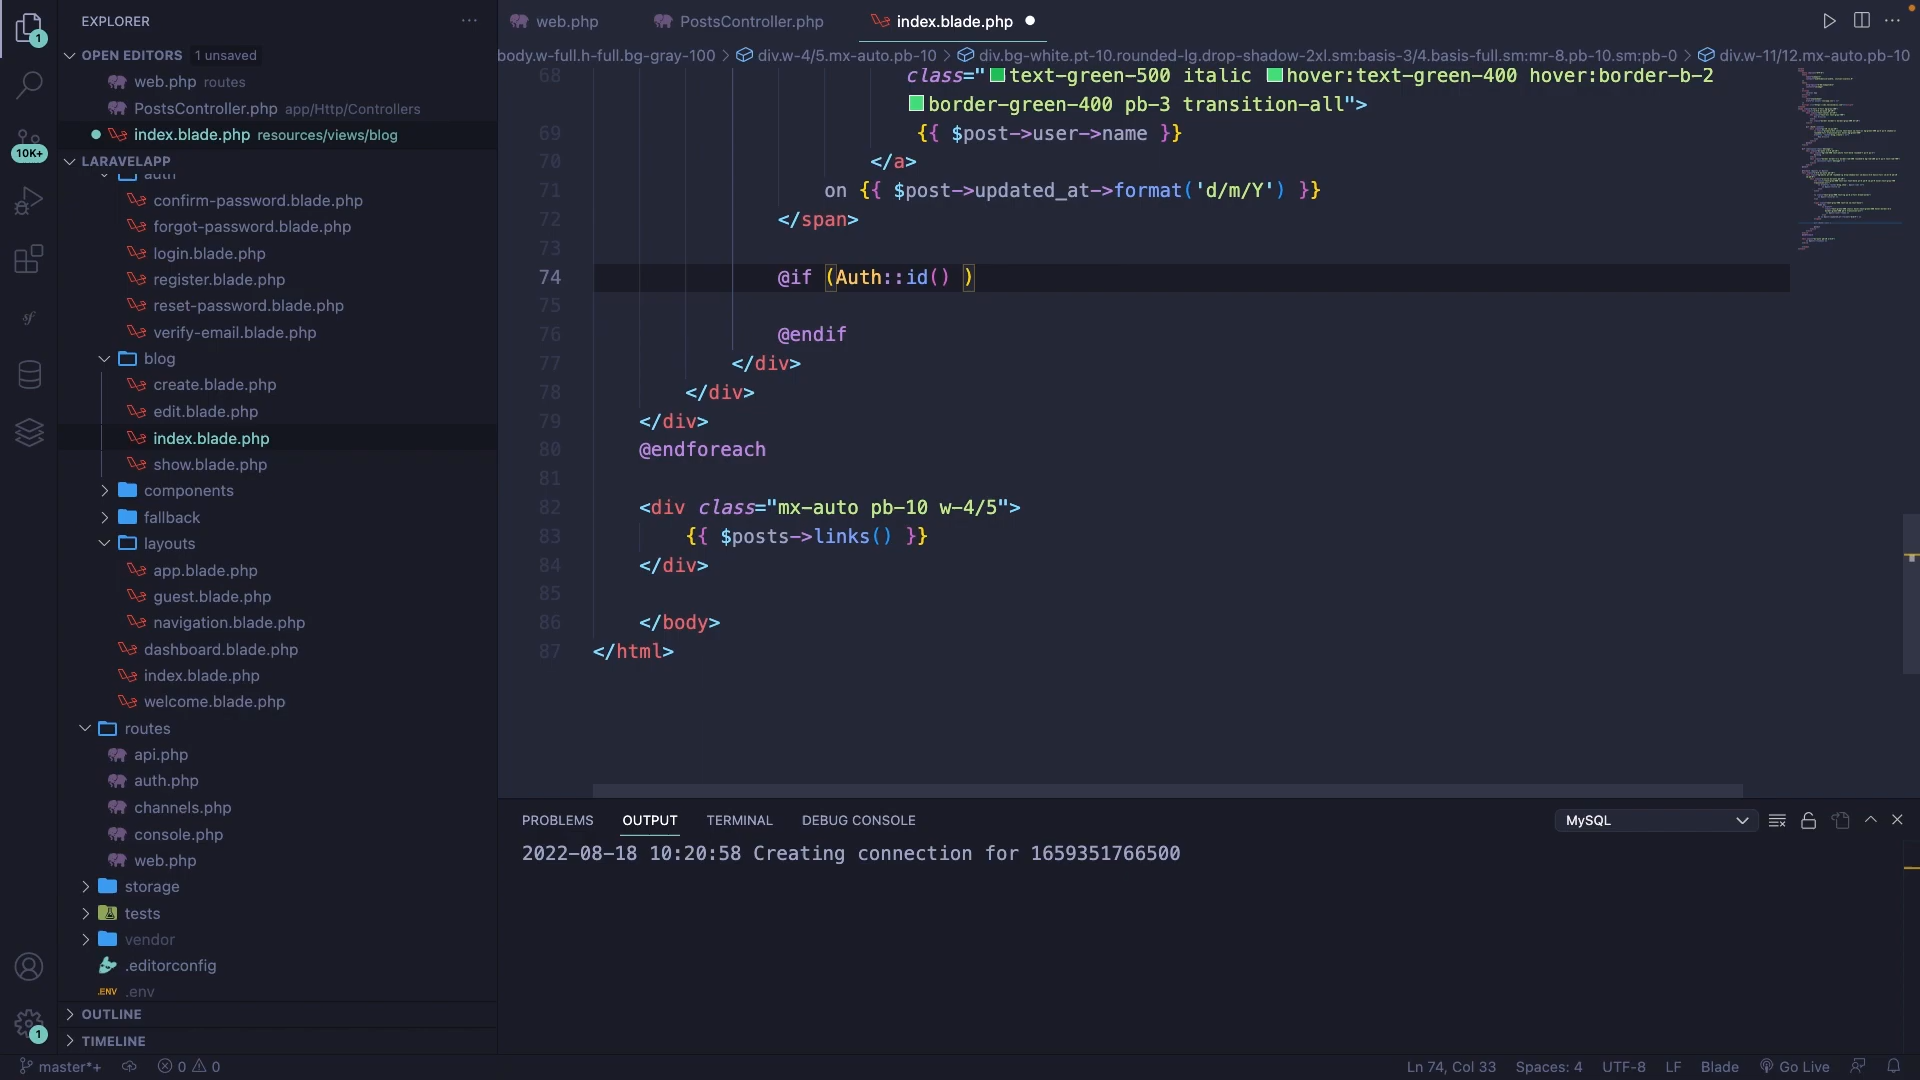 EXPLORER
OPEN EDITORS 1 unsaved
web.php routes
PostsController.php app/Http/Controllers
index.blade.php resources/views/blog
LARAVELAPP
auth
confirm-password.blade.php
forgot-password.blade.php
login.blade.php
register.blade.php
reset-password.blade.php
verify-email.blade.php
blog
create.blade.php
edit.blade.php
index.blade.php
show.blade.php
components
fallback
layouts
app.blade.php
guest.blade.php
navigation.blade.php
dashboard.blade.php
index.blade.php
welcome.blade.php
routes
api.php
auth.php
channels.php
console.php
web.php
storage
tests
vendor
.editorconfig
.ENV .env
OUTLINE
TIMELINE
1
10K+
sf
1
web.php PostsController.php index.blade.php
body.w-full.h-full.bg-gray-100 > div.w-4/5.mx-auto.pb-10 > div.bg-white.pt-10.rounded-lg.drop-shadow-2xl.sm:basis-3/4.basis-full.sm:mr-8.pb-10.sm:pb-0 > div.w-11/12.mx-auto.pb-10
68 class="text-green-500 italic hover:text-green-400 hover:border-b-2
border-green-400 pb-3 transition-all">
69 {{ $post->user->name }}
70 </a>
71 on {{ $post->updated_at->format('d/m/Y') }}
72 </span>
73
74 @if (Auth::id() )
75
76 @endif
77 </div>
78 </div>
79 </div>
80 @endforeach
81
82 <div class="mx-auto pb-10 w-4/5">
83 {{ $posts->links() }}
84 </div>
85
86 </body>
87 </html>
PROBLEMS OUTPUT TERMINAL DEBUG CONSOLE MySQL
2022-08-18 10:20:58 Creating connection for 1659351766500
master*+ 0 0 Ln 74, Col 33 Spaces: 4 UTF-8 LF Blade Go Live